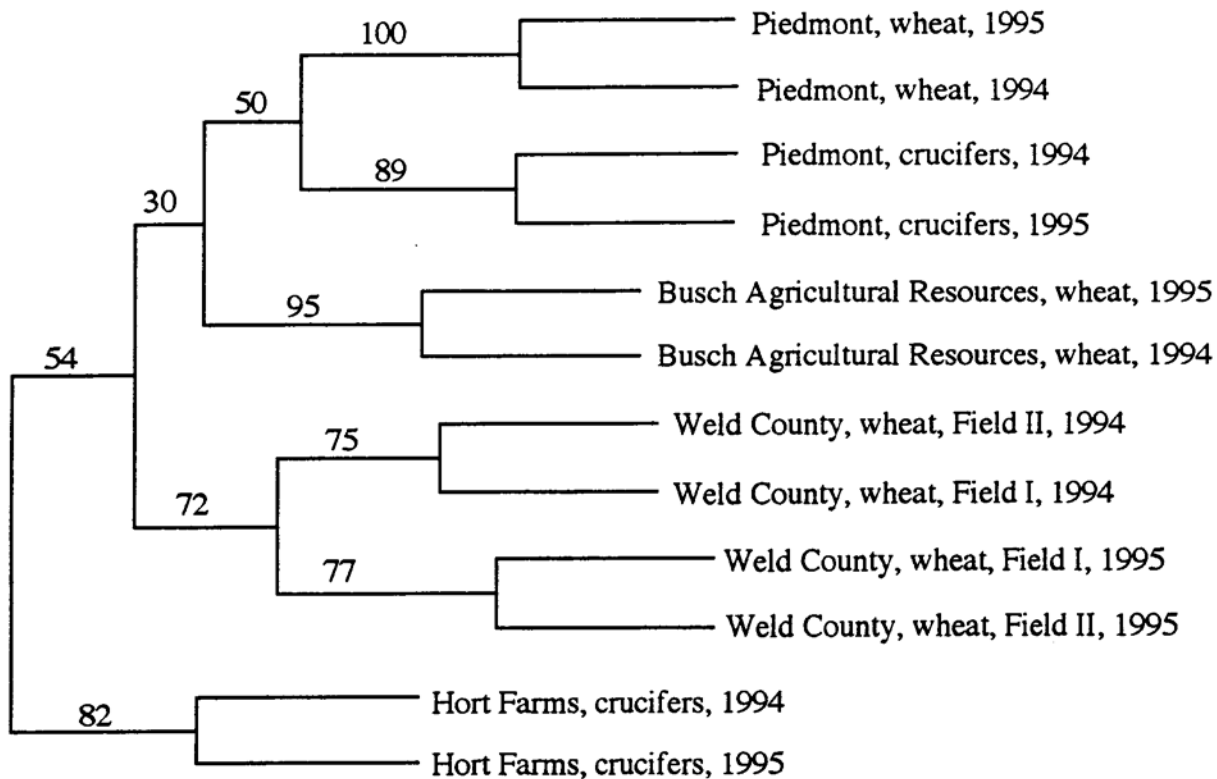 Piedmont, wheat, 1995
100
Piedmont, wheat, 1994
50
Piedmont, crucifers, 1994
89
30
Piedmont, crucifers, 1995
Busch Agricultural Resources, wheat, 1995
95
Busch Agricultural Resources, wheat, 1994
54
Weld County, wheat, Field II, 1994
75
Weld County, wheat, Field I, 1994
72
Weld County, wheat, Field I, 1995
77
Weld County, wheat, Field II, 1995
Hort Farms, crucifers, 1994
82
Hort Farms, crucifers, 1995